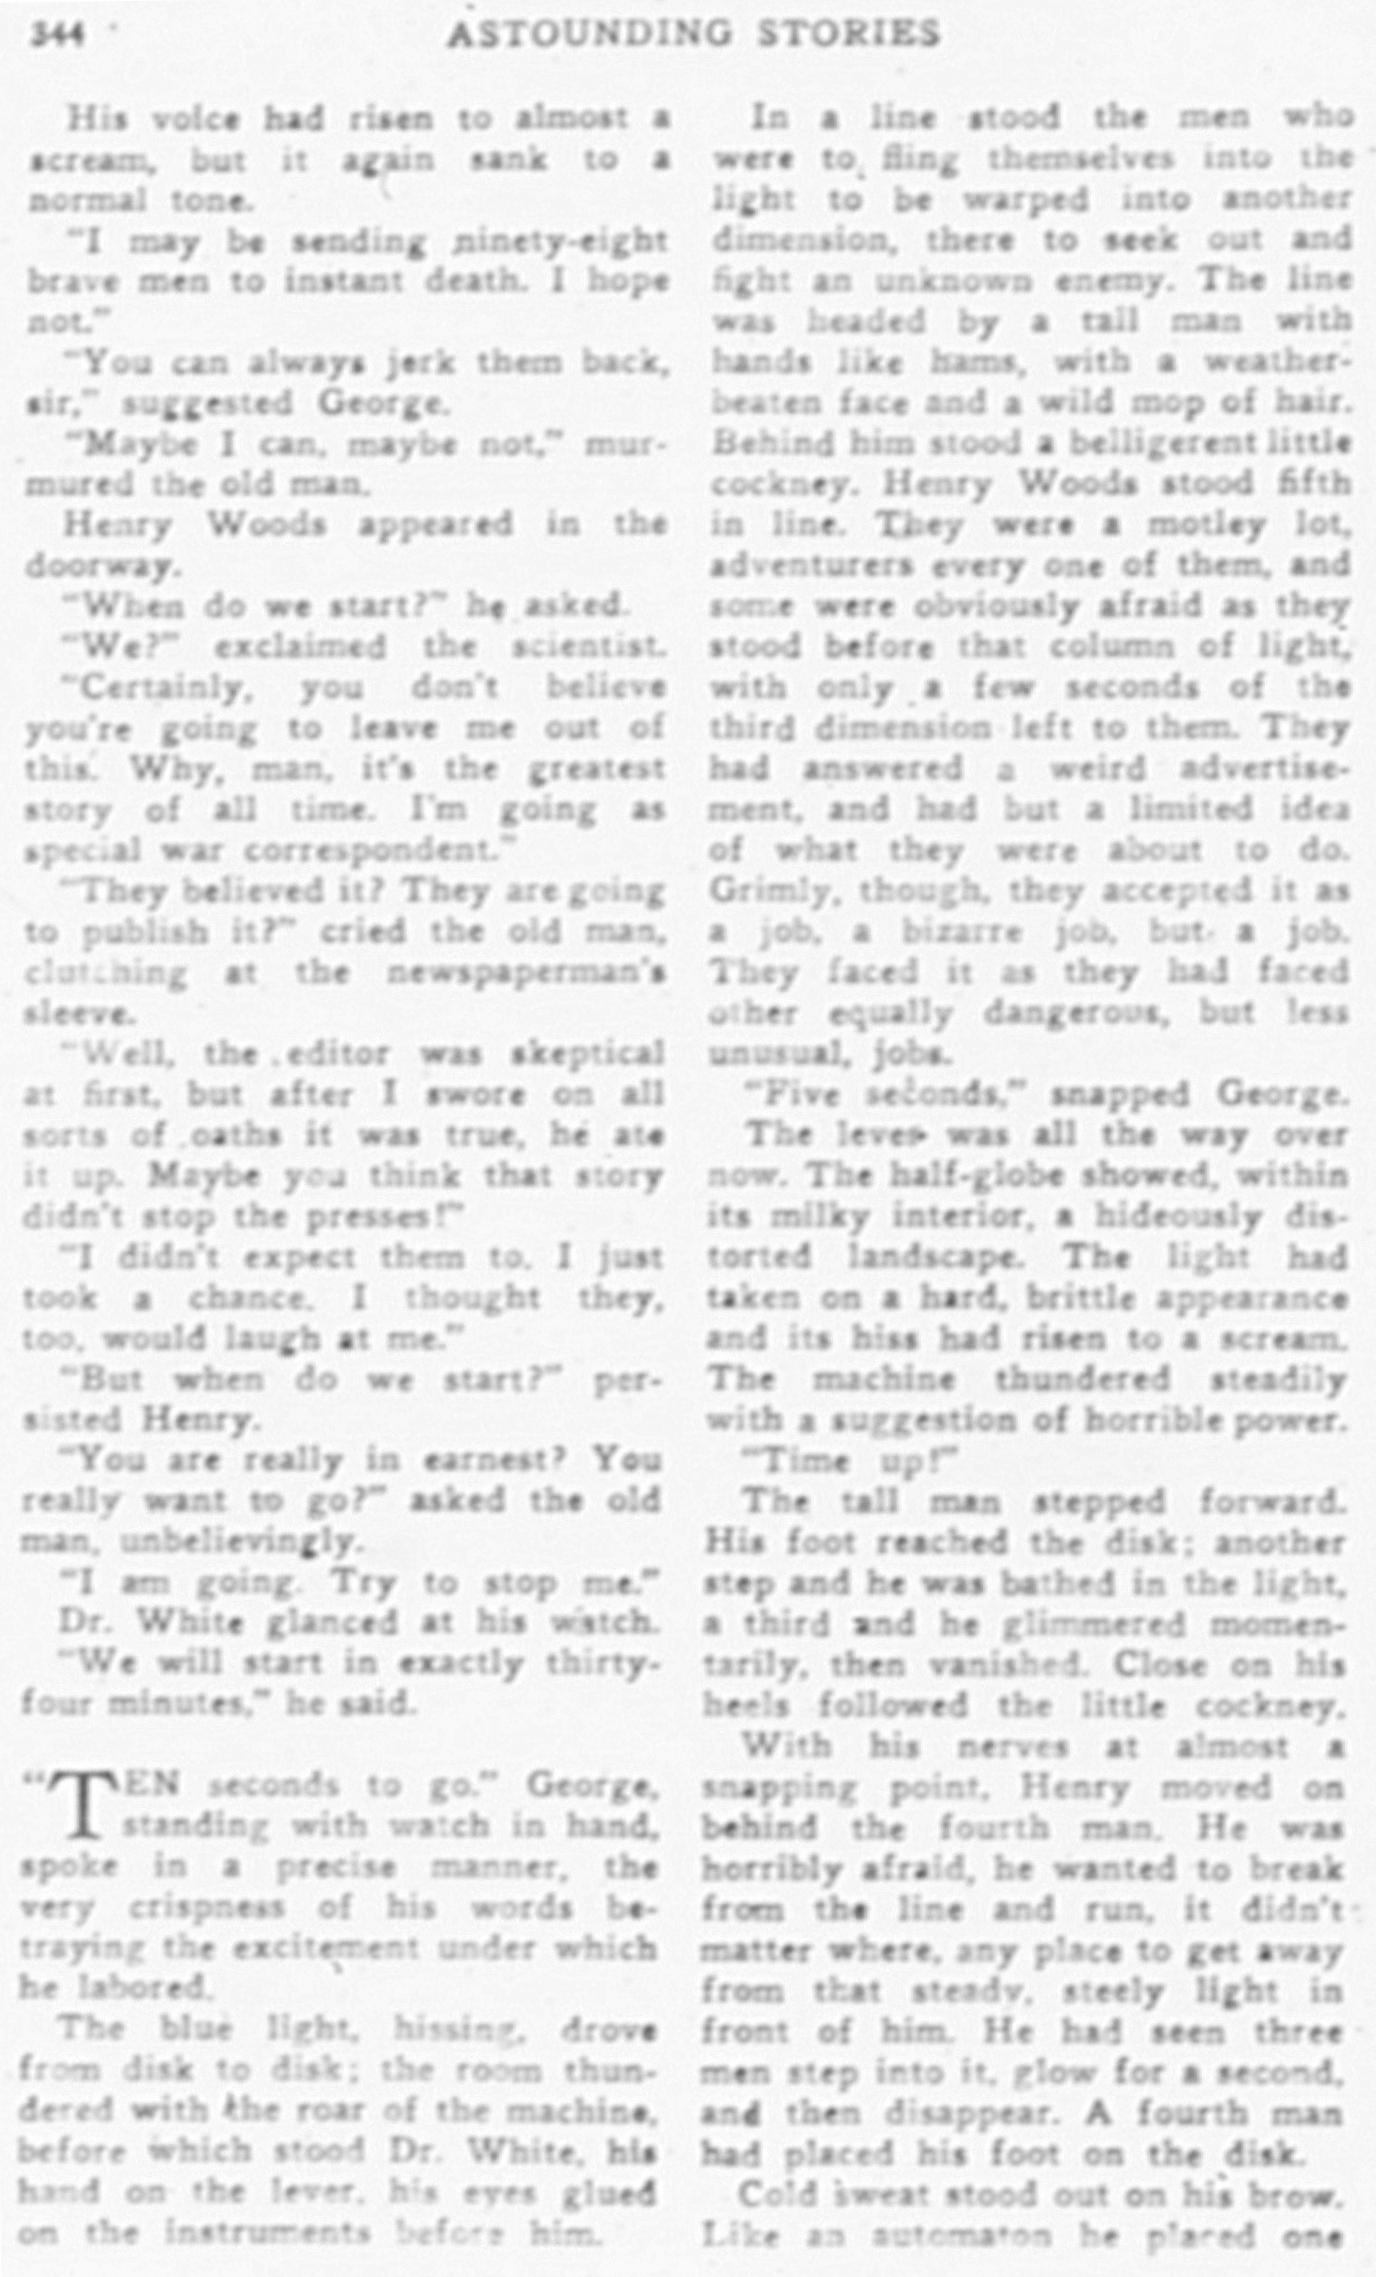 344
ASTOUNDING STORIES
His voice had risen to almost a
scream, but it again sank to a
normal tone.
"I may be sending ninety-eight
brave men to instant death. I hope
not."
"You can always jerk them back,
sir," suggested George.
"Maybe I can, maybe not," mur-
mured the old man.
Henry Woods appeared in the
doorway.
"When do we start?" he asked.
"We?" exclaimed the scientist.
"Certainly, you don't believe
you're going to leave me out of
this. Why, man, it's the greatest
story of all time. I'm going as
special war correspondent."
"They believed it? They are going
to publish it?" cried the old man,
clutching at the newspaperman's
sleeve.
"Well, the editor was skeptical
at first, but after I swore on all
sorts of oaths it was true, he ate
it up. Maybe you think that story
didn't stop the presses!"
"I didn't expect them to. I just
took a chance. I thought they,
too, would laugh at me."
"But when do we start?" per-
sisted Henry.
"You are really in earnest? You
really want to go?" asked the old
man, unbelievingly.
"I am going. Try to stop me."
Dr. White glanced at his watch.
"We will start in exactly thirty-
four minutes," he said.
"TEN seconds to go." George,
standing with watch in hand,
spoke in a precise manner, the
very crispness of his words be-
traying the excitement under which
he labored.
The blue light, hissing, drove
from disk to disk; the room thun-
dered with the roar of the machine,
before which stood Dr. White, his
hand on the lever, his eyes glued
on the instruments before him.
In a line stood the men who
were to fling themselves into the
light to be warped into another
dimension, there to seek out and
fight an unknown enemy. The line
was headed by a tall man with
hands like hams, with a weather-
beaten face and a wild mop of hair.
Behind him stood a belligerent little
cockney. Henry Woods stood fifth
in line. They were a motley lot,
adventurers every one of them, and
some were obviously afraid as they
stood before that column of light,
with only a few seconds of the
third dimension left to them. They
had answered a weird advertise-
ment, and had but a limited idea
of what they were about to do.
Grimly, though, they accepted it as
a job, a bizarre job, but a job.
They faced it as they had faced
other equally dangerous, but less
unusual, jobs.
"Five seconds," snapped George.
The lever was all the way over
now. The half-globe showed, within
its milky interior, a hideously dis-
torted landscape. The light had
taken on a hard, brittle appearance
and its hiss had risen to a scream.
The machine thundered steadily
with a suggestion of horrible power.
"Time up!"
The tall man stepped forward.
His foot reached the disk; another
step and he was bathed in the light,
a third and he glimmered momen-
tarily, then vanished. Close on his
heels followed the little cockney.
With his nerves at almost a
snapping point, Henry moved on
behind the fourth man. He was
horribly afraid, he wanted to break
from the line and run, it didn't
matter where, any place to get away
from that steady, steely light in
front of him. He had seen three
men step into it, glow for a second,
and then disappear. A fourth man
had placed his foot on the disk.
Cold sweat stood out on his brow.
Like an automaton he placed one